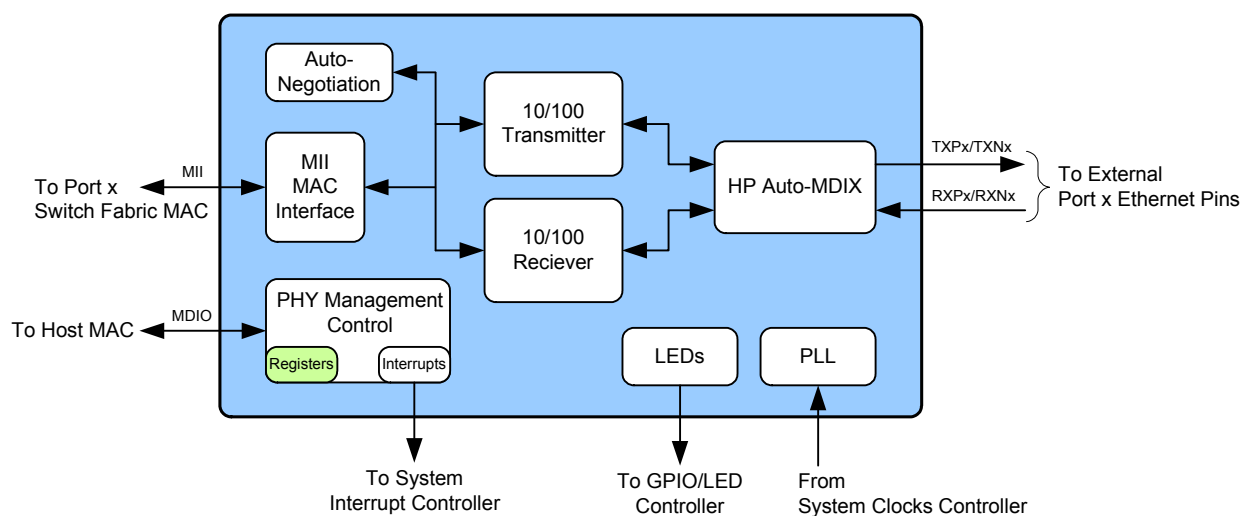 Auto-
Negotiation
10/100
Transmitter
MII
MAC
Interface
MII
To Port x
Switch Fabric MAC
HP Auto-MDIX
TXPx/TXNx
RXPx/RXNx
To External
Port x Ethernet Pins
10/100
Reciever
PHY Management
Control
Registers
Interrupts
MDIO
To Host MAC
LEDs
PLL
To System
Interrupt Controller
To GPIO/LED
Controller
From
System Clocks Controller